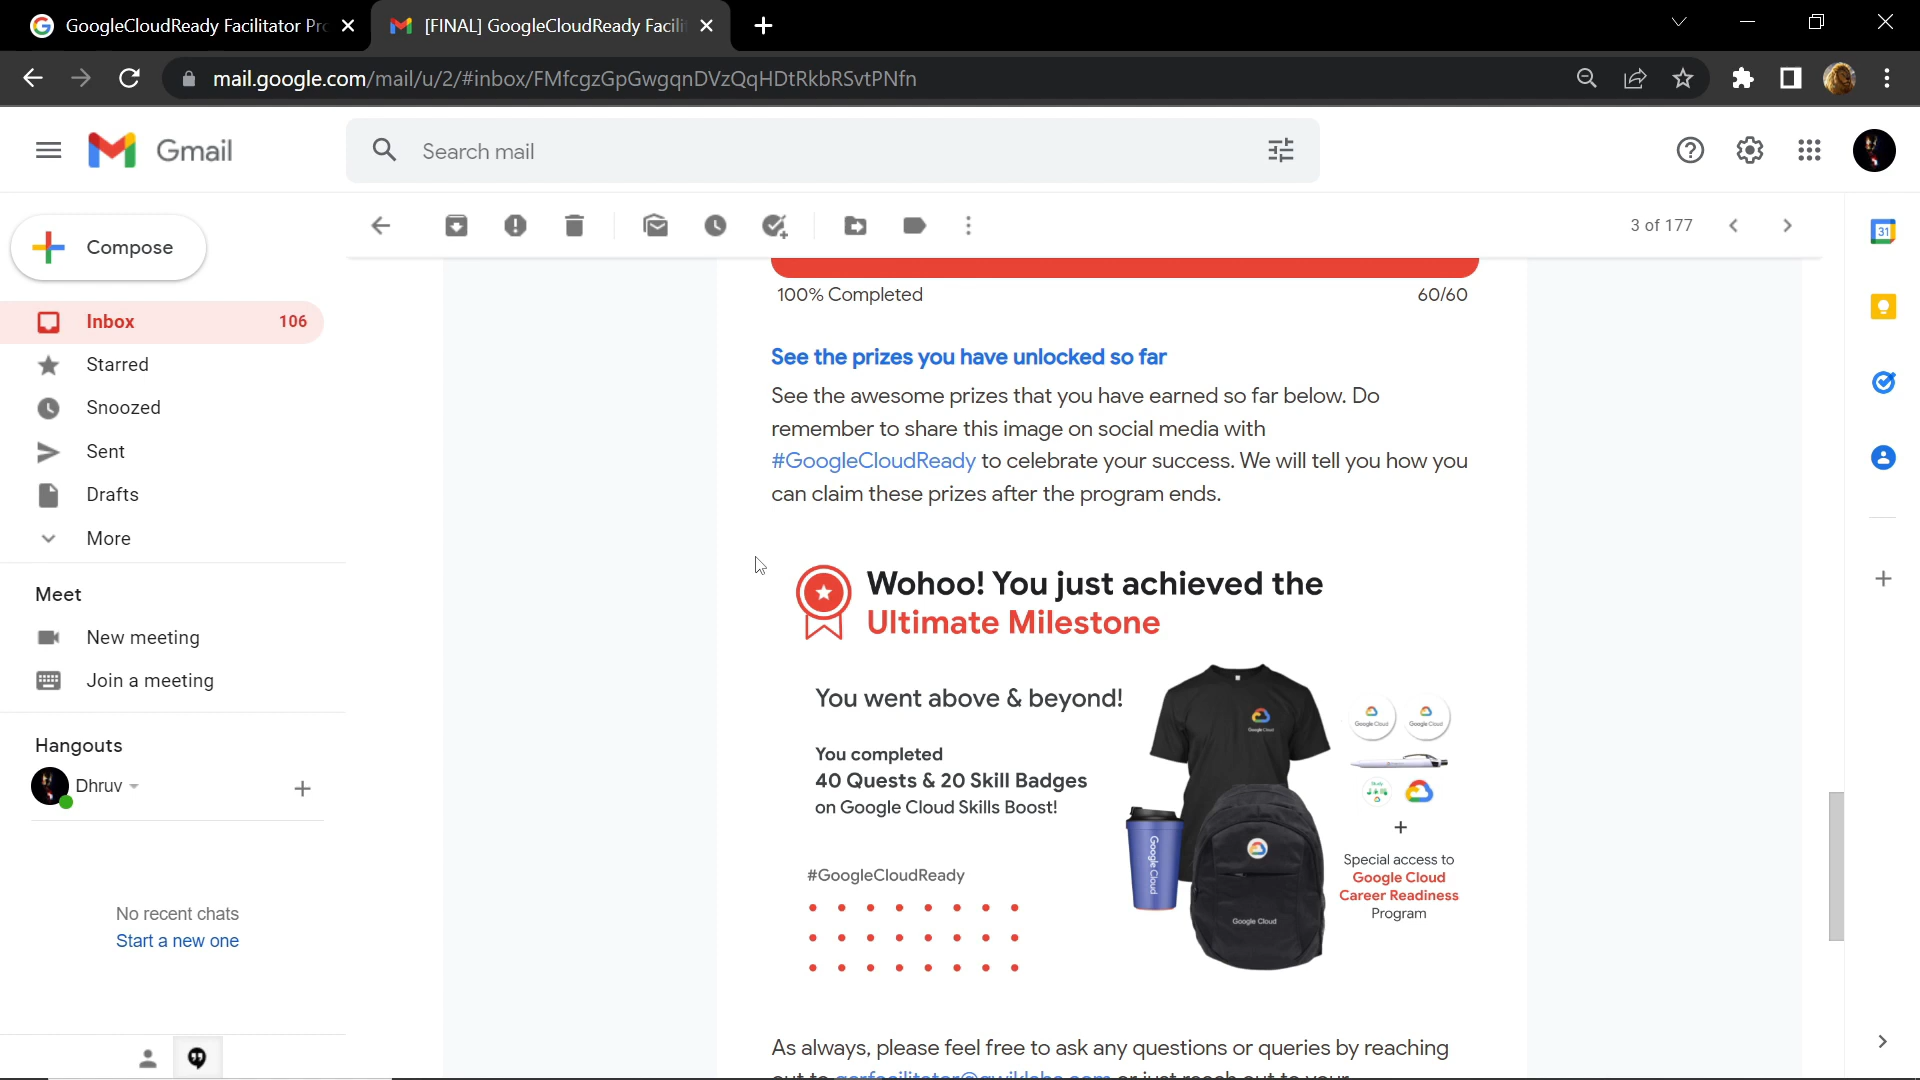 GoogleCloudReady Facilitator Pr
[FINAL] GoogleCloudReady Facili
mail.google.com/mail/u/2/#inbox/FMfcgzGpGwgqnDVzQqHDtRkbRSvtPNfn
Gmail
Search mail
Compose
3 of 177
31
Inbox 106
Starred
Snoozed
Sent
Drafts
More
Meet
New meeting
Join a meeting
Hangouts
Dhruv
No recent chats
Start a new one
100% Completed 60/60
See the prizes you have unlocked so far
See the awesome prizes that you have earned so far below. Do
remember to share this image on social media with
#GoogleCloudReady to celebrate your success. We will tell you how you
can claim these prizes after the program ends.
Wohoo! You just achieved the
Ultimate Milestone
You went above & beyond!
You completed
40 Quests & 20 Skill Badges
on Google Cloud Skills Boost!
#GoogleCloudReady
Google Cloud
Google Cloud
Google Cloud
Google Cloud
Google Cloud
+
Special access to
Google Cloud
Career Readiness
Program
As always, please feel free to ask any questions or queries by reaching